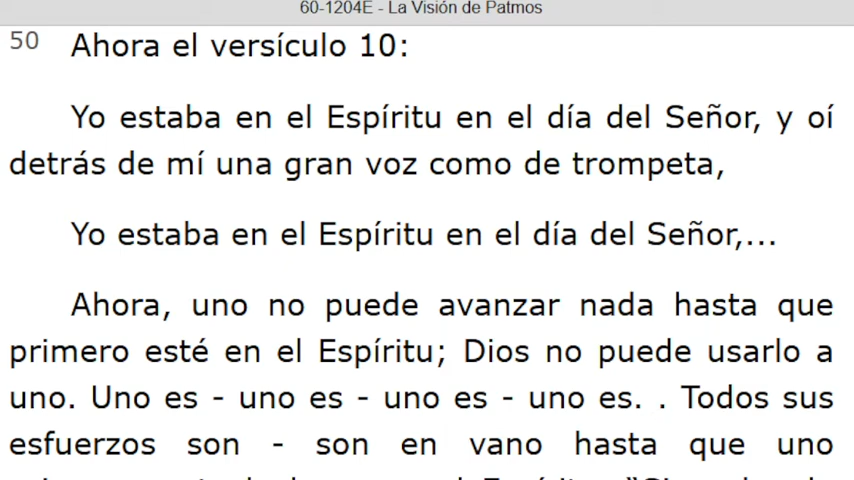 60-1204E - La Visión de Patmos
50 Ahora el versículo 10:
Yo estaba en el Espíritu en el día del Señor, y oí
detrás de mí una gran voz como de trompeta,
Yo estaba en el Espíritu en el día del Señor,...
Ahora, uno no puede avanzar nada hasta que
primero esté en el Espíritu; Dios no puede usarlo a
uno. Uno es - uno es - uno es - uno es. . Todos sus
esfuerzos son - son en vano hasta que uno